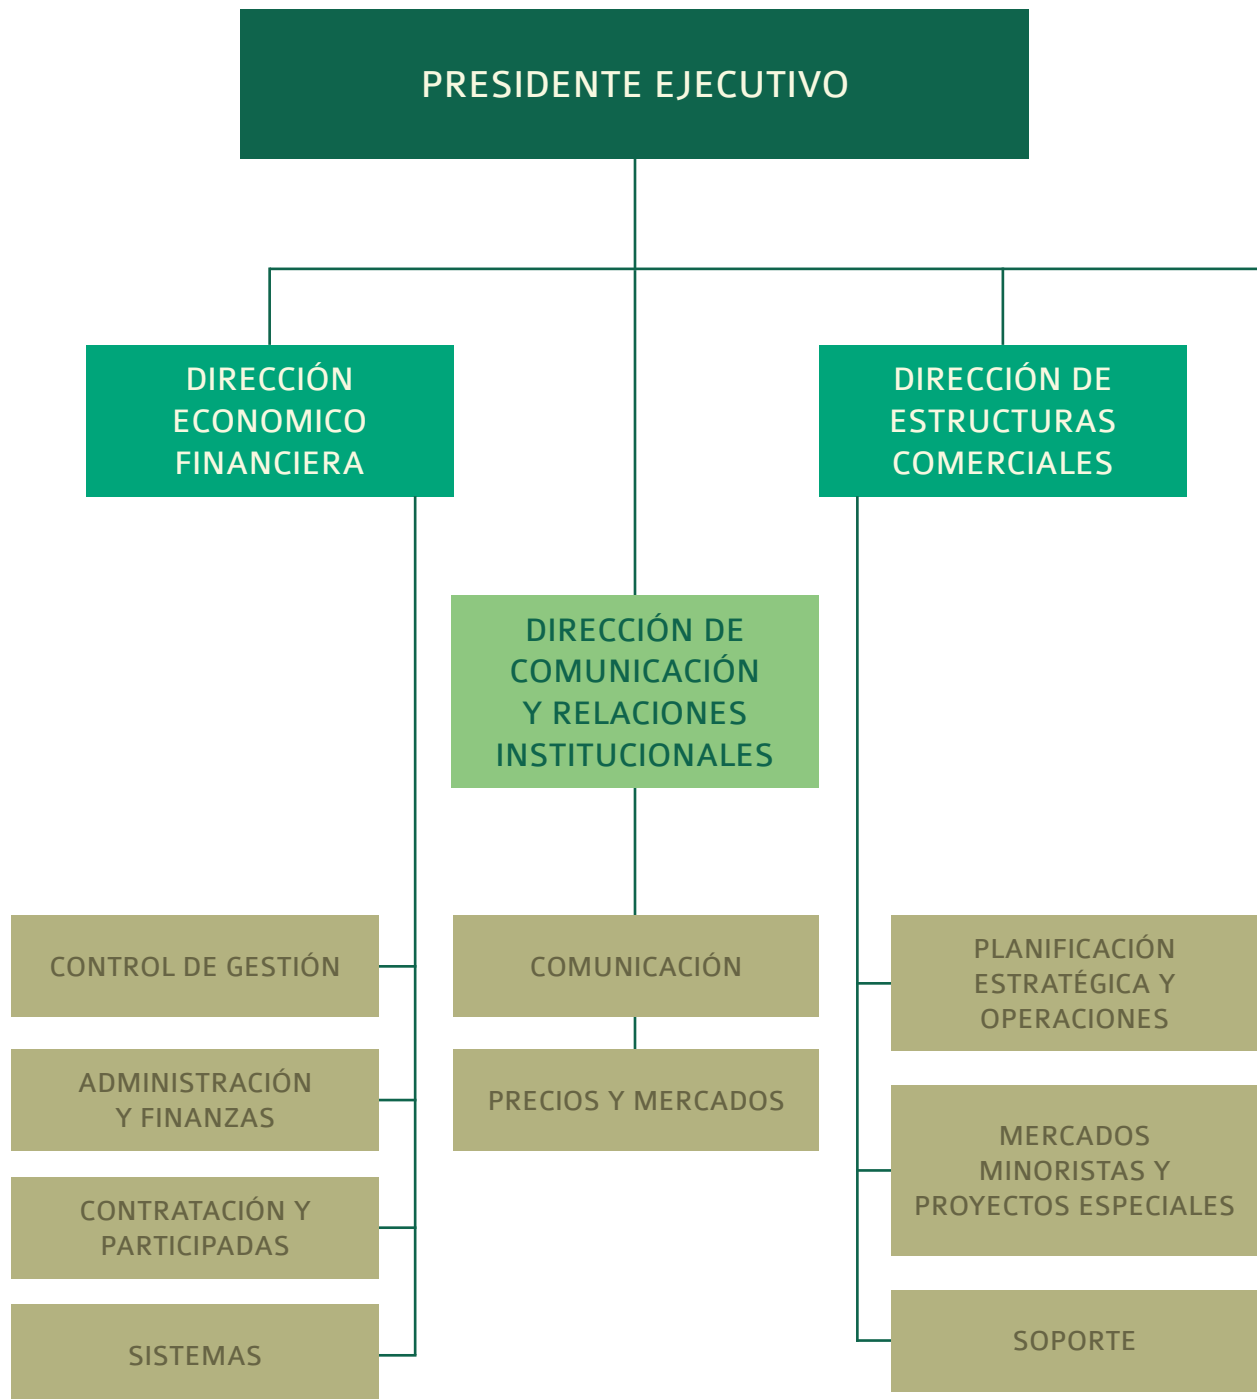 PRESIDENTE EJECUTIVO
DIRECCIÓN
ECONOMICO
FINANCIERA
DIRECCIÓN DE
ESTRUCTURAS
COMERCIALES
DIRECCIÓN DE
COMUNICACIÓN
Y RELACIONES
INSTITUCIONALES
CONTROL DE GESTIÓN
ADMINISTRACIÓN
Y FINANZAS
CONTRATACIÓN Y
PARTICIPADAS
SISTEMAS
COMUNICACIÓN
PRECIOS Y MERCADOS
PLANIFICACIÓN
ESTRATÉGICA Y
OPERACIONES
MERCADOS
MINORISTAS Y
PROYECTOS ESPECIALES
SOPORTE